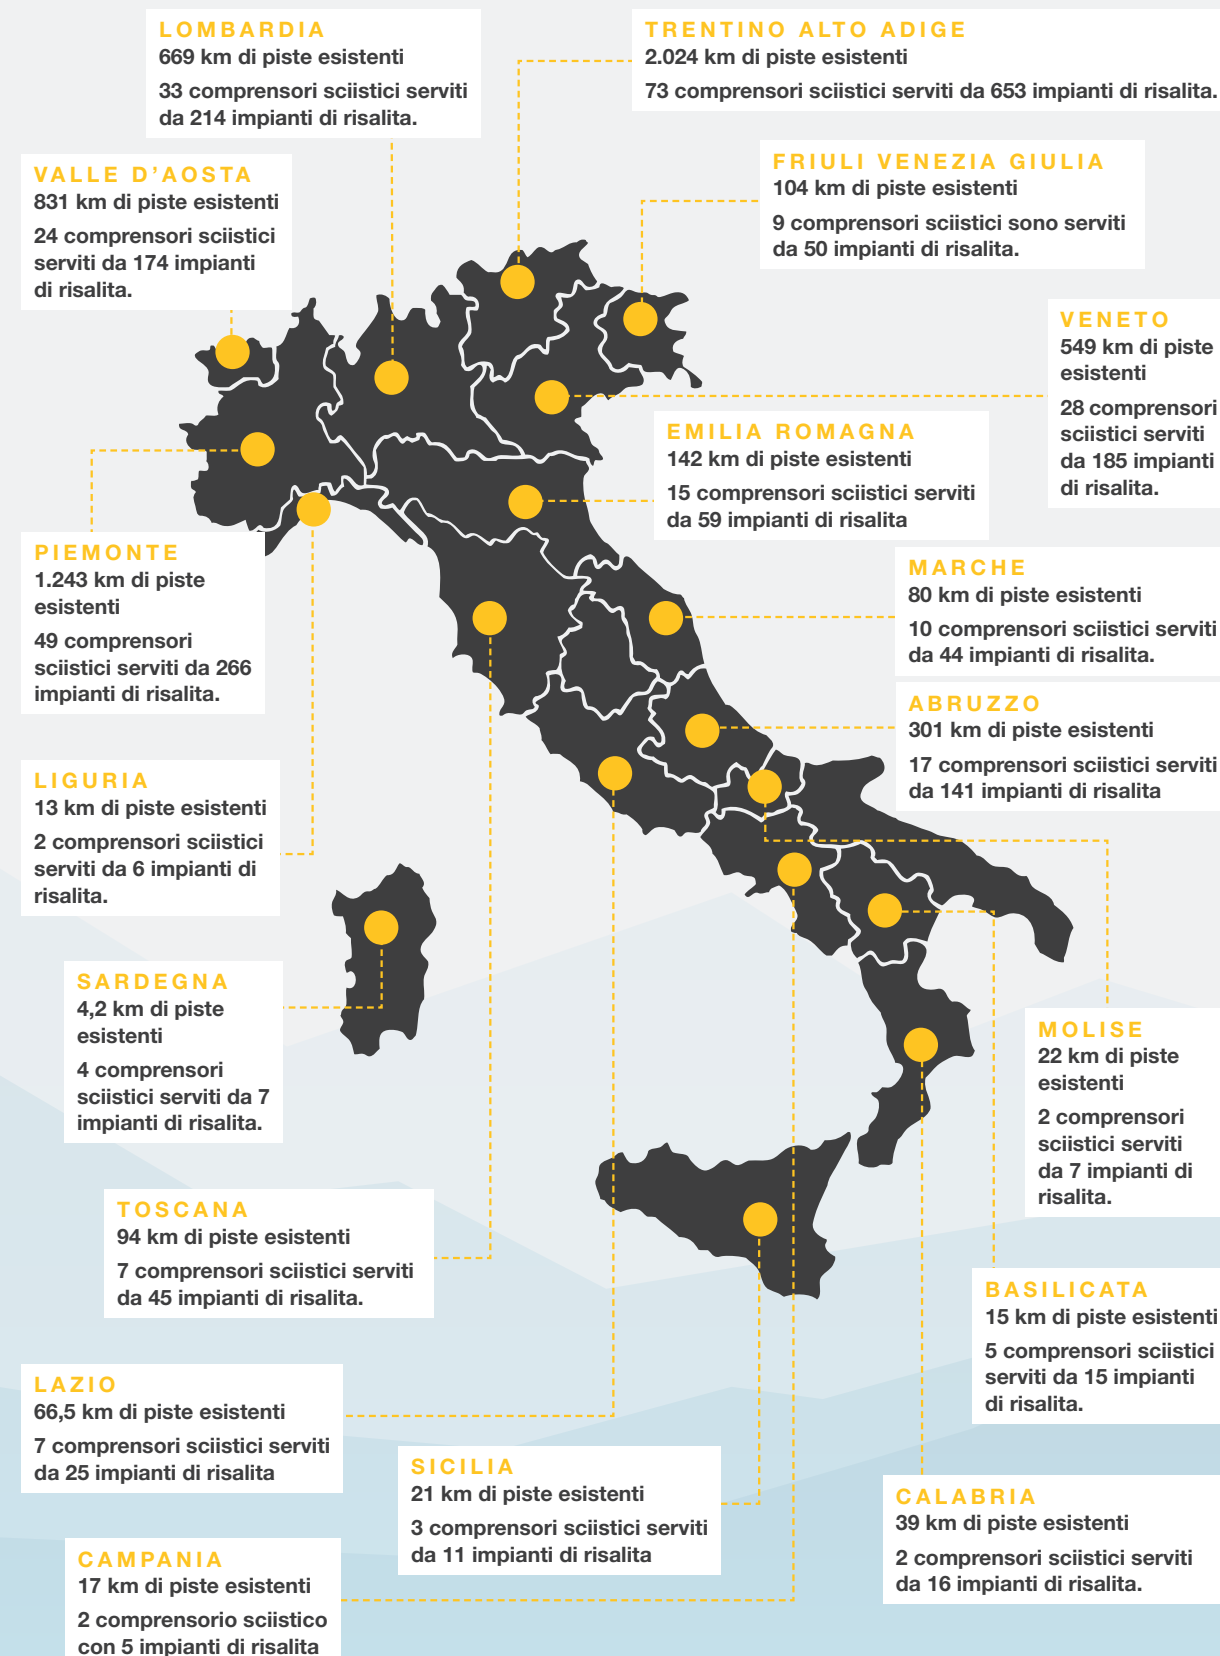 LOMBARDIA
669 km di piste esistenti
33 comprensori sciistici serviti
da 214 impianti di risalita.
TRENTINO ALTO ADIGE
2.024 km di piste esistenti
73 comprensori sciistici serviti da 653 impianti di risalita.
VALLE D'AOSTA
831 km di piste esistenti
24 comprensori sciistici
serviti da 174 impianti
di risalita.
FRIULI VENEZIA GIULIA
104 km di piste esistenti
9 comprensori sciistici sono serviti
da 50 impianti di risalita.
VENETO
549 km di piste
esistenti
28 comprensori
sciistici serviti
da 185 impianti
di risalita.
EMILIA ROMAGNA
142 km di piste esistenti
15 comprensori sciistici serviti
da 59 impianti di risalita
PIEMONTE
1.243 km di piste
esistenti
49 comprensori
sciistici serviti da 266
impianti di risalita.
MARCHE
80 km di piste esistenti
10 comprensori sciistici serviti
da 44 impianti di risalita.
ABRUZZO
301 km di piste esistenti
17 comprensori sciistici serviti
da 141 impianti di risalita
LIGURIA
13 km di piste esistenti
2 comprensori sciistici
serviti da 6 impianti di
risalita.
SARDEGNA
4,2 km di piste
esistenti
4 comprensori
sciistici serviti da 7
impianti di risalita.
MOLISE
22 km di piste
esistenti
2 comprensori
sciistici serviti
da 7 impianti di
risalita.
TOSCANA
94 km di piste esistenti
7 comprensori sciistici serviti
da 45 impianti di risalita.
BASILICATA
15 km di piste esistenti
5 comprensori sciistici
serviti da 15 impianti
di risalita.
LAZIO
66,5 km di piste esistenti
7 comprensori sciistici serviti
da 25 impianti di risalita
SICILIA
21 km di piste esistenti
3 comprensori sciistici serviti
da 11 impianti di risalita
CALABRIA
39 km di piste esistenti
2 comprensori sciistici serviti
da 16 impianti di risalita.
CAMPANIA
17 km di piste esistenti
2 comprensorio sciistico
con 5 impianti di risalita